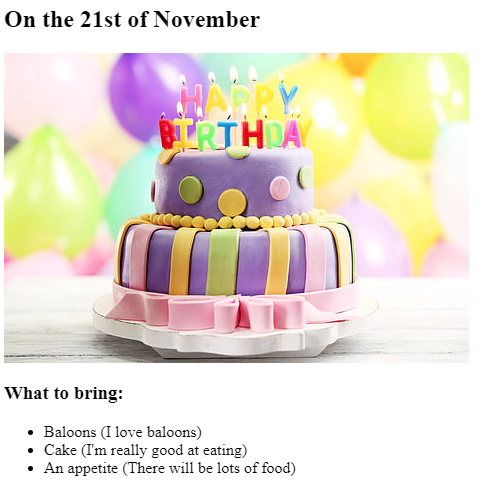 On the 21st of November
HAPPY
BIRTHDAY
What to bring:
Baloons (I love baloons)
Cake (I'm really good at eating)
An appetite (There will be lots of food)